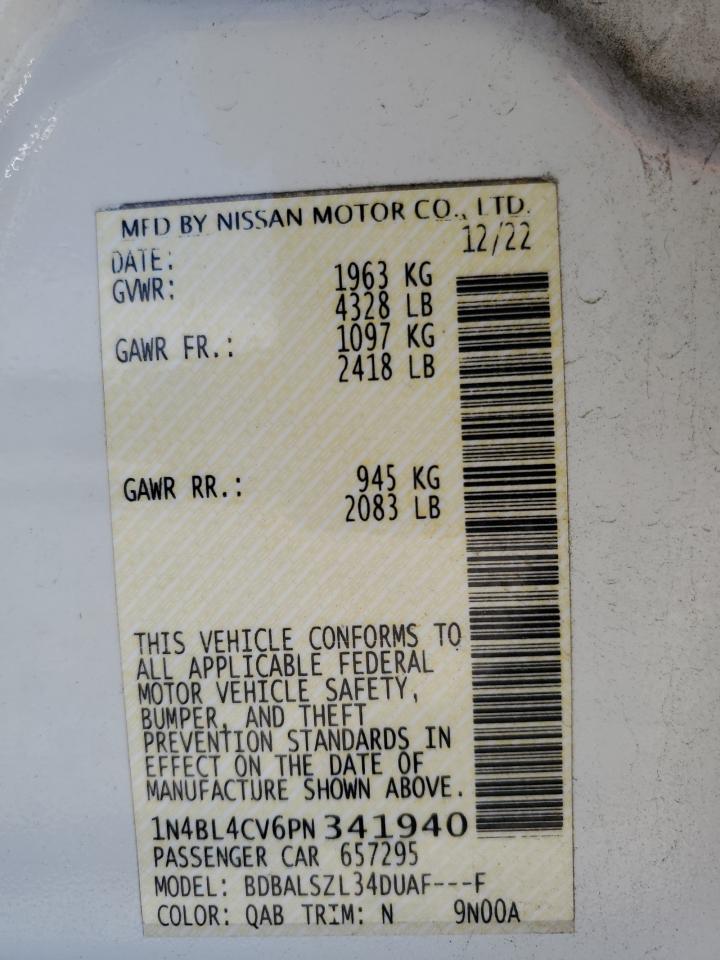 MFD BY NISSAN MOTOR CO., LTD.
DATE: 12/22
GVWR: 1963 KG
4328 LB
GAWR FR.: 1097 KG
2418 LB
GAWR RR.: 945 KG
2083 LB
THIS VEHICLE CONFORMS TO
ALL APPLICABLE FEDERAL
MOTOR VEHICLE SAFETY,
BUMPER, AND THEFT
PREVENTION STANDARDS IN
EFFECT ON THE DATE OF
MANUFACTURE SHOWN ABOVE.
1N4BL4CV6PN 341940
PASSENGER CAR 657295
MODEL: BDBALSZL34DUAF---F
COLOR: QAB TRIM: N 9N00A